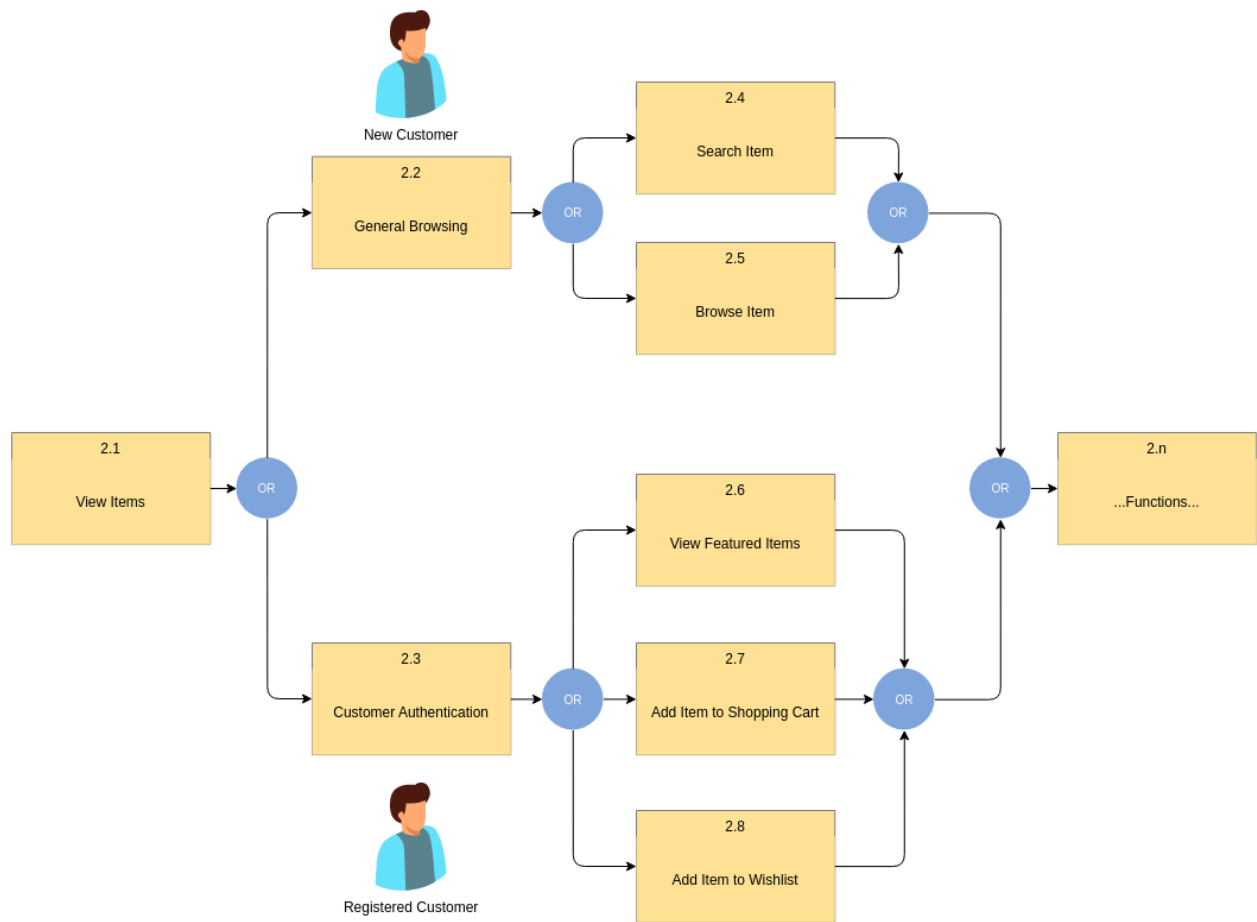 New Customer
2.2
General Browsing
OR
2.4
Search Item
OR
2.5
Browse Item
2.1
View Items
OR
2.6
View Featured Items
OR
2.n
...Functions...
2.3
Customer Authentication
OR
2.7
Add Item to Shopping Cart
OR
2.8
Add Item to Wishlist
Registered Customer